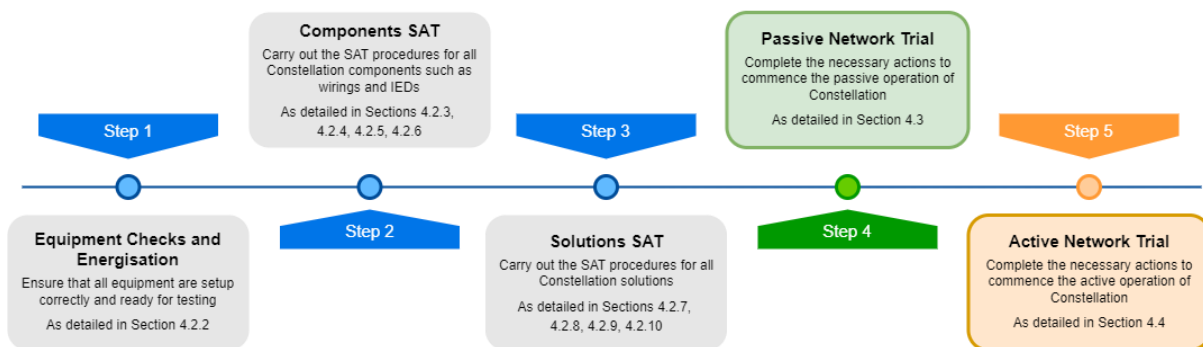 Components SAT
Carry out the SAT procedures for all
Constellation components such as
wirings and IEDs
As detailed in Sections 4.2.3,
4.2.4, 4.2.5, 4.2.6
Passive Network Trial
Complete the necessary actions to
commence the passive operation of
Constellation
As detailed in Section 4.3
Step 1
Step 3
Step 5
Step 2
Step 4
Equipment Checks and
Energisation
Ensure that all equipment are setup
correctly and ready for testing
As detailed in Section 4.2.2
Solutions SAT
Carry out the SAT procedures for all
Constellation solutions
As detailed in Sections 4.2.7,
4.2.8, 4.2.9, 4.2.10
Active Network Trial
Complete the necessary actions to
commence the active operation of
Constellation
As detailed in Section 4.4